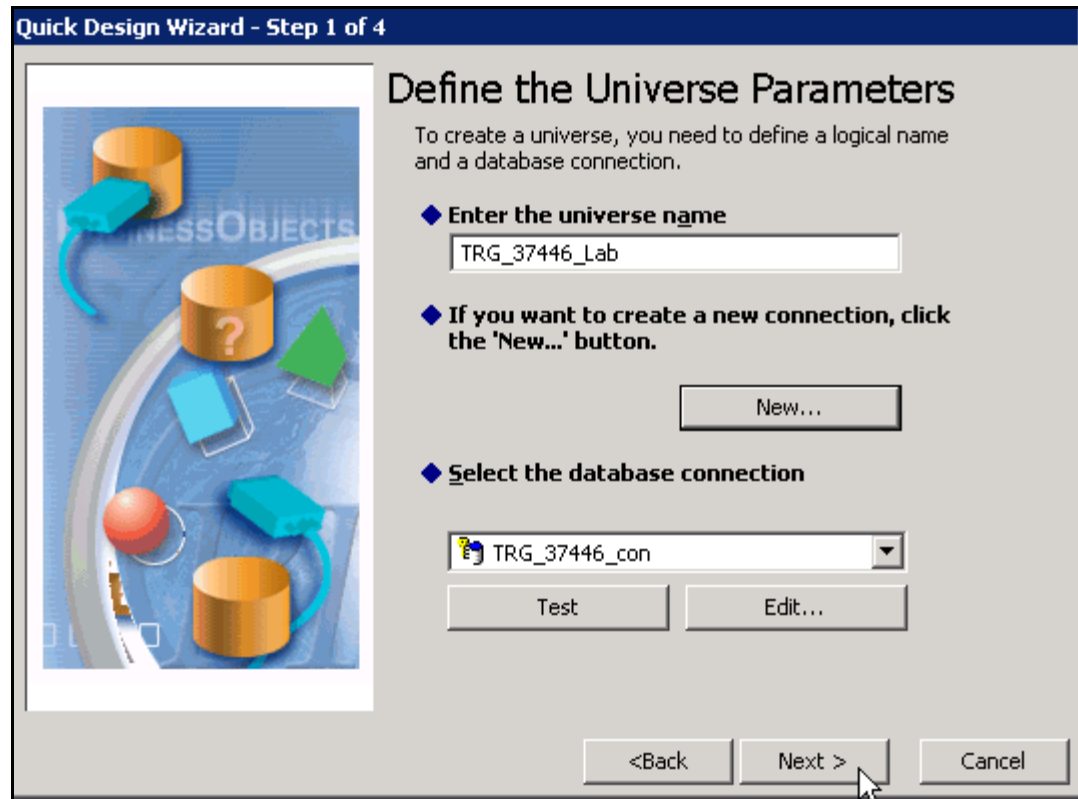 Quick Design Wizard - Step 1 of 4
Define the Universe Parameters
To create a universe, you need to define a logical name
and a database connection.
Enter the universe name
TRG_37446_Lab
If you want to create a new connection, click
the 'New...' button.
New...
Select the database connection
TRG_37446_con
Test
Edit...
<Back
Next >
Cancel
NESSOBJECTS
?